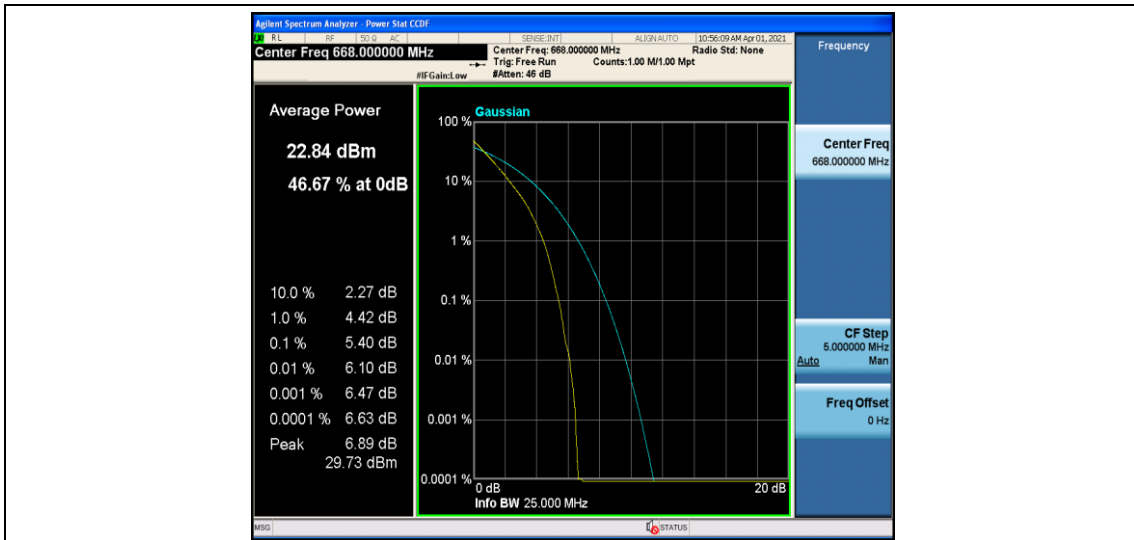 Agilent Spectrum Analyzer - Power Stat CCDF
LXI RL RF 50 Ω AC SENSE:INT ALIGN AUTO 10:56:09 AM Apr 01, 2021
Center Freq 668.000000 MHz
Center Freq: 668.000000 MHz Radio Std: None
Trig: Free Run Counts:1.00 M/1.00 Mpt
#IFGain:Low #Atten: 46 dB
Frequency
Average Power
22.84 dBm
46.67 % at 0dB
10.0 % 2.27 dB
1.0 % 4.42 dB
0.1 % 5.40 dB
0.01 % 6.10 dB
0.001 % 6.47 dB
0.0001 % 6.63 dB
Peak 6.89 dB
29.73 dBm
Gaussian
100 %
10 %
1 %
0.1 %
0.01 %
0.001 %
0.0001 %
0 dB 20 dB
Info BW 25.000 MHz
Center Freq
668.000000 MHz
CF Step
5.000000 MHz
Auto Man
Freq Offset
0 Hz
MSG STATUS